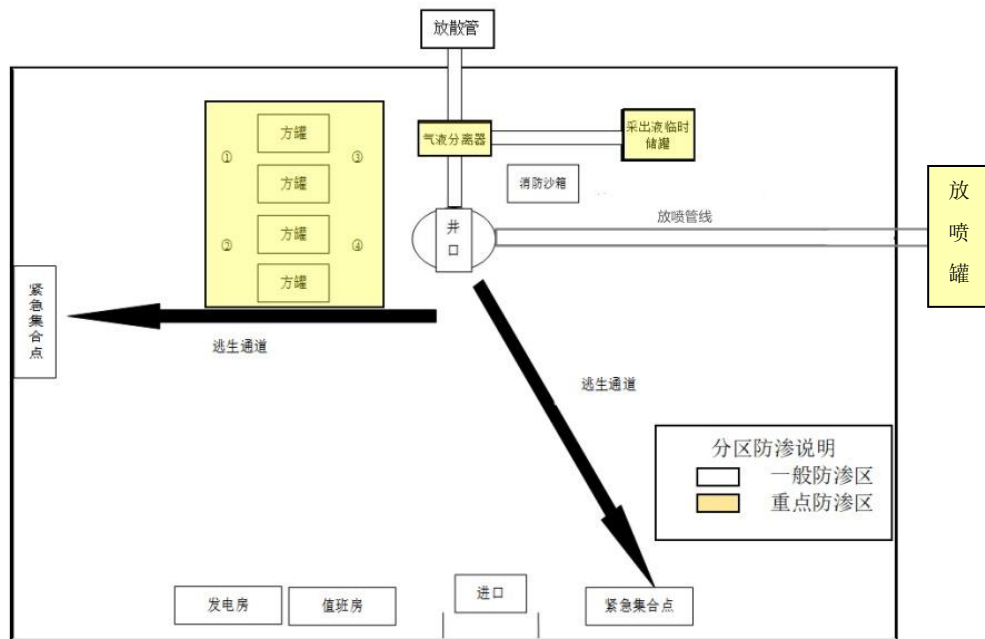 放散管
方罐
气液分离器
采出液临时
储罐
①
③
方罐
消防沙箱
放
喷
罐
方罐
井
口
放喷管线
②
④
方罐
紧
急
集
合
点
逃生通道
逃生通道
分区防渗说明
一般防渗区
重点防渗区
发电房
值班房
进口
紧急集合点